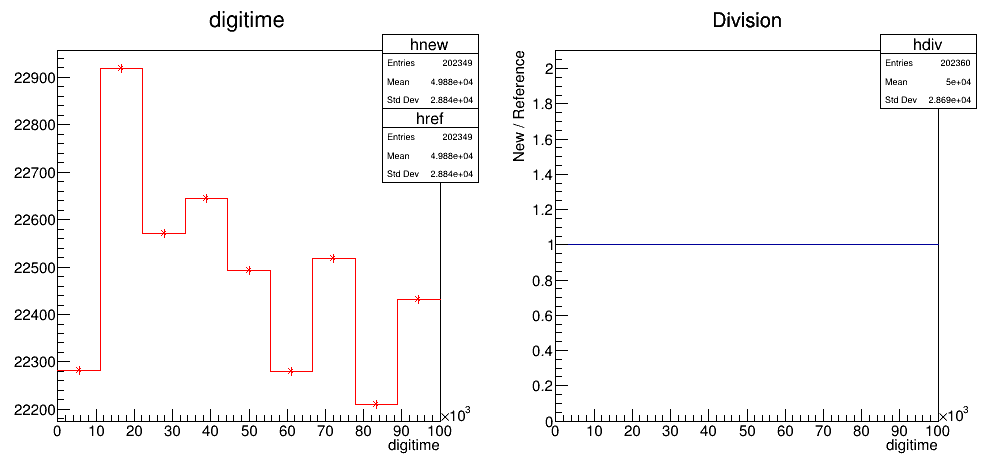 digitime
hnew
Entries 202349
Mean 4.988e+04
Std Dev 2.884e+04
href
Entries 202349
Mean 4.988e+04
Std Dev 2.884e+04
22900
22800
22700
22600
22500
22400
22300
22200
0 10 20 30 40 50 60 70 80 90 100
×10³
digitime
Division
hdiv
Entries 202360
Mean 5e+04
Std Dev 2.869e+04
New / Reference
2
1.8
1.6
1.4
1.2
1
0.8
0.6
0.4
0.2
0
0 10 20 30 40 50 60 70 80 90 100
×10³
digitime